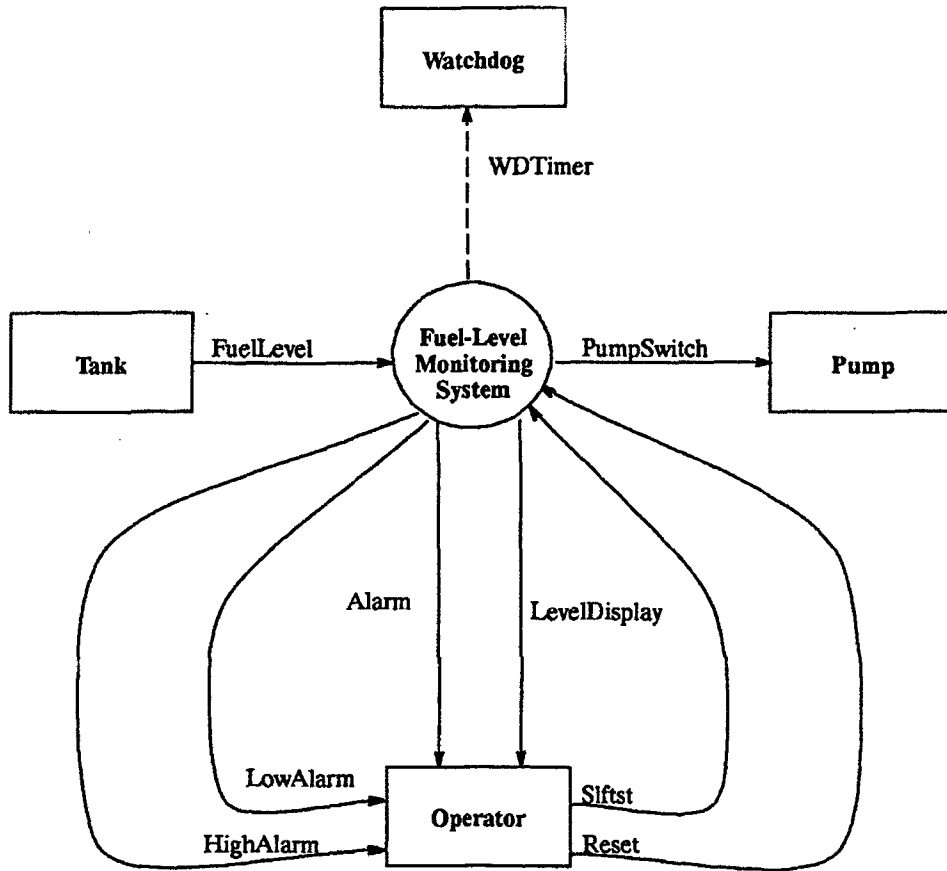 Watchdog
WDTimer
Tank
FuelLevel
Fuel-Level
Monitoring
System
PumpSwitch
Pump
Alarm
LevelDisplay
LowAlarm
HighAlarm
Operator
Slftst
Reset